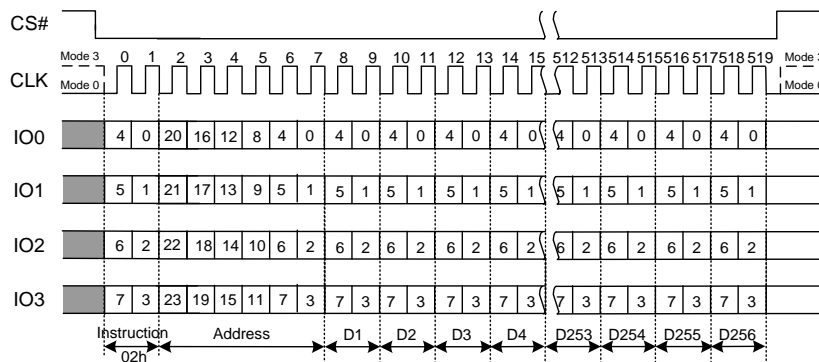 CS#
Mode 3 0 1 2 3 4 5 6 7 8 9 10 11 12 13 14 15 512 513 514 515 516 517 518 519 Mode 3
CLK
Mode 0 Mode 0
IO0 4 0 20 16 12 8 4 0 4 0 4 0 4 0 4 0 4 0 4 0 4 0 4 0
IO1 5 1 21 17 13 9 5 1 5 1 5 1 5 1 5 1 5 1 5 1 5 1 5 1
IO2 6 2 22 18 14 10 6 2 6 2 6 2 6 2 6 2 6 2 6 2 6 2 6 2
IO3 7 3 23 19 15 11 7 3 7 3 7 3 7 3 7 3 7 3 7 3 7 3 7 3
Instruction Address D1 D2 D3 D4 D253 D254 D255 D256
02h